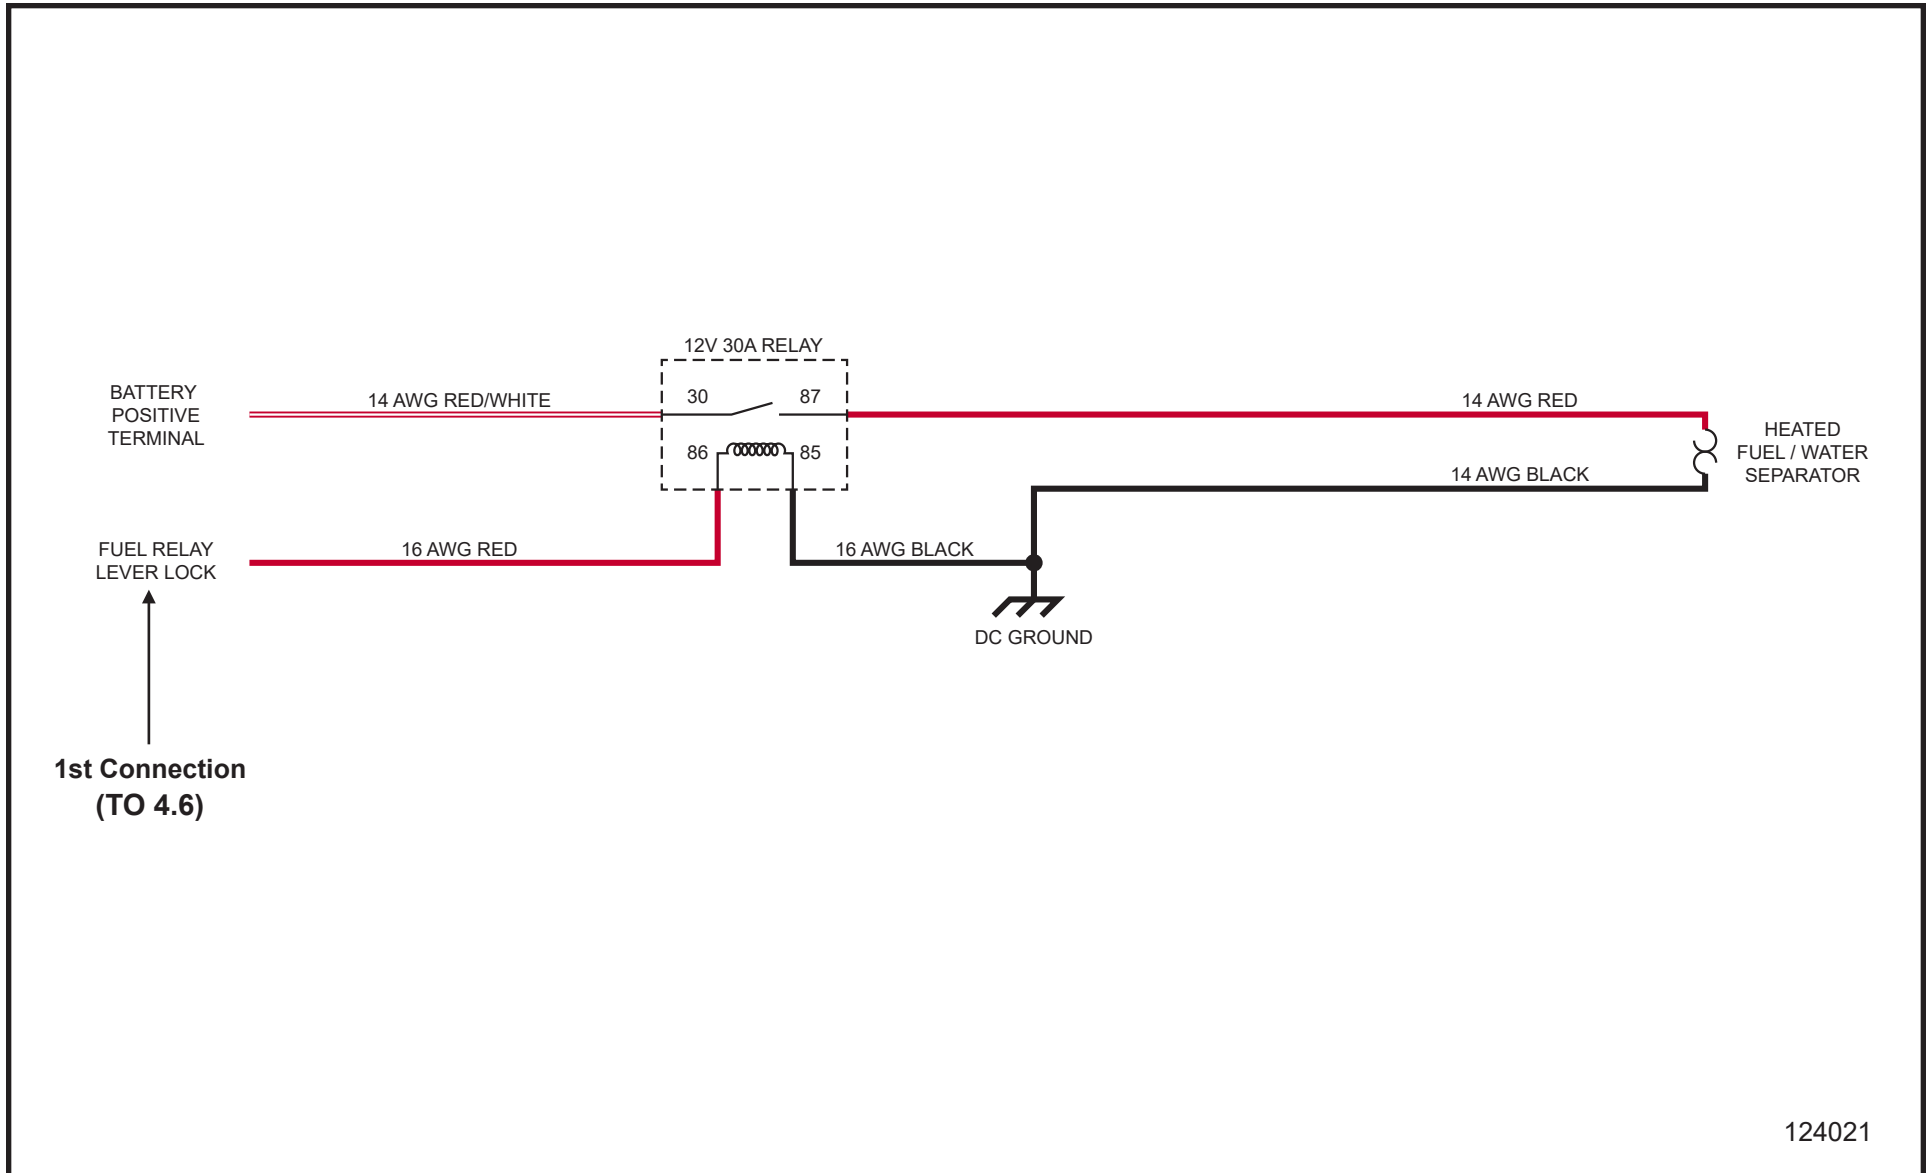 12V 30A RELAY
BATTERY
POSITIVE
TERMINAL
14 AWG RED/WHITE
30
87
14 AWG RED
86
85
HEATED
FUEL / WATER
SEPARATOR
14 AWG BLACK
FUEL RELAY
LEVER LOCK
16 AWG RED
16 AWG BLACK
DC GROUND
1st Connection
(TO 4.6)
124021